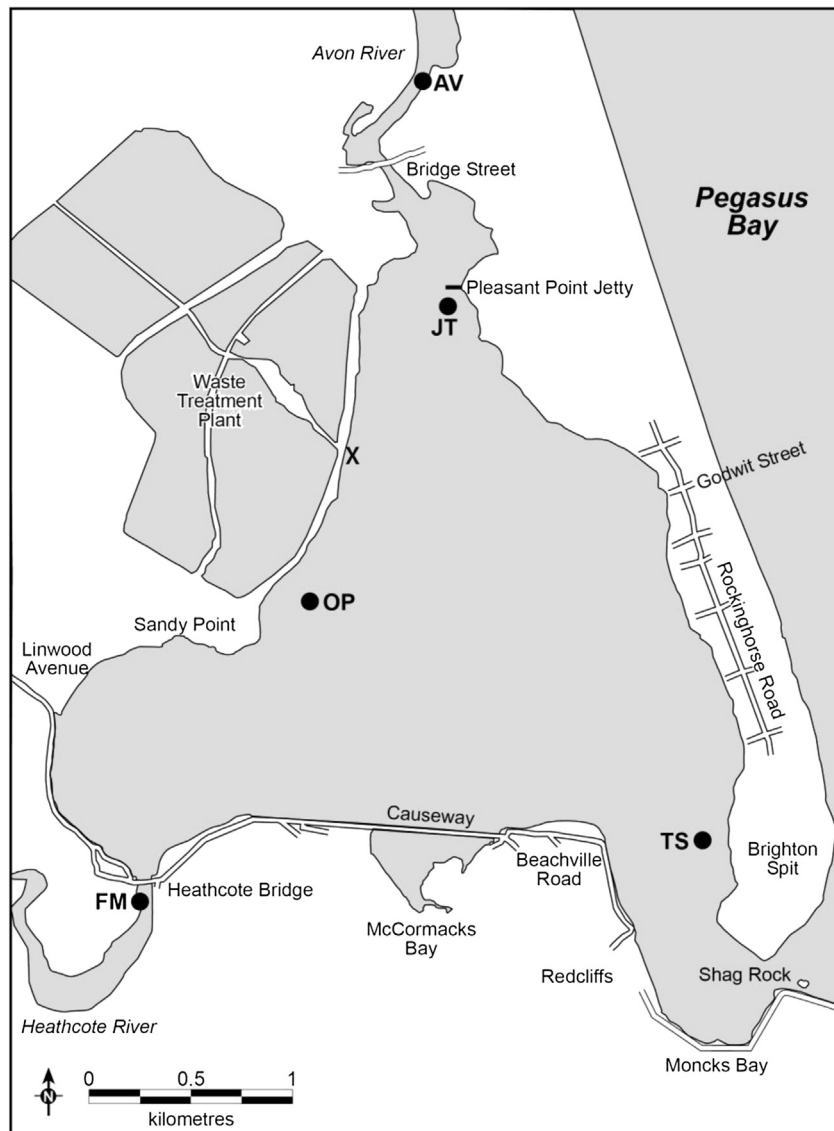 Avon River
AV
Bridge Street
Pegasus
Bay
Pleasant Point Jetty
JT
Waste
Treatment
Plant
X
Godwit Street
Rockinghorse Road
OP
Sandy Point
Linwood
Avenue
Causeway
TS
Brighton
Spit
Beachville
Road
Heathcote Bridge
FM
McCormacks
Bay
Redcliffs
Shag Rock
Heathcote River
Moncks Bay
N
0 0.5 1
kilometres